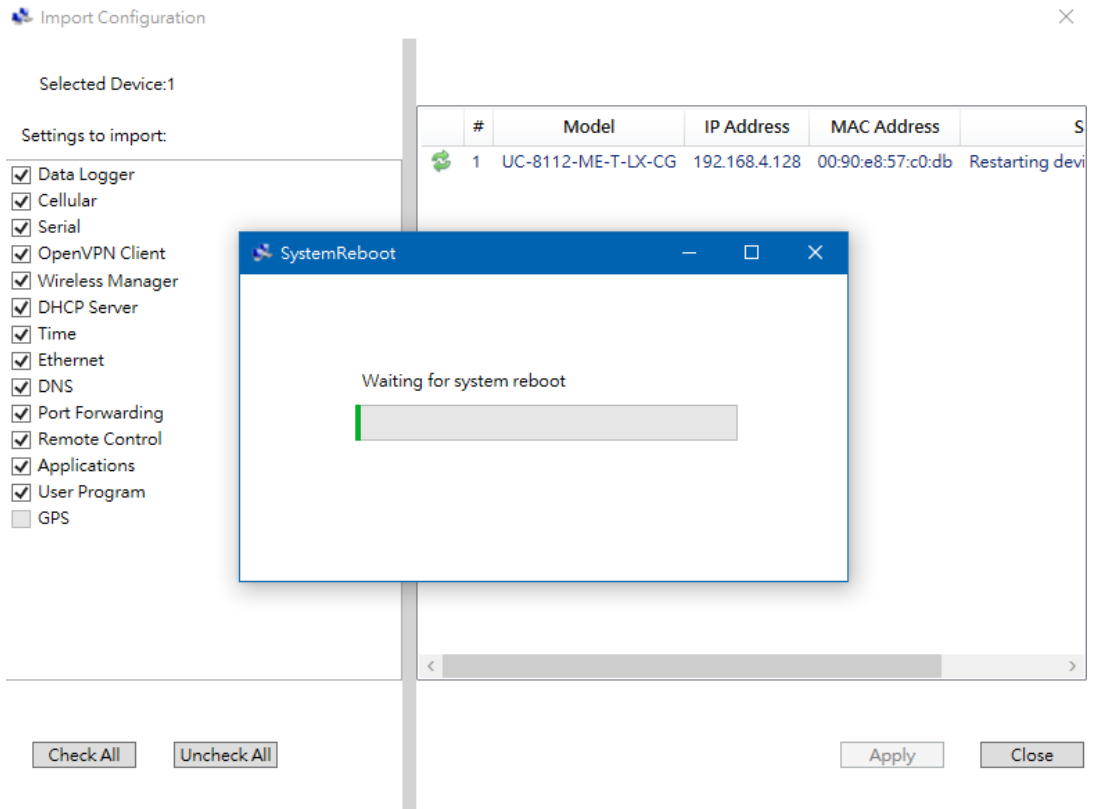 Import Configuration
Selected Device:1
Settings to import:
Data Logger
Cellular
Serial
OpenVPN Client
Wireless Manager
DHCP Server
Time
Ethernet
DNS
Port Forwarding
Remote Control
Applications
User Program
GPS
Check All Uncheck All
# Model IP Address MAC Address S
1 UC-8112-ME-T-LX-CG 192.168.4.128 00:90:e8:57:c0:db Restarting devi
SystemReboot
Waiting for system reboot
Apply Close